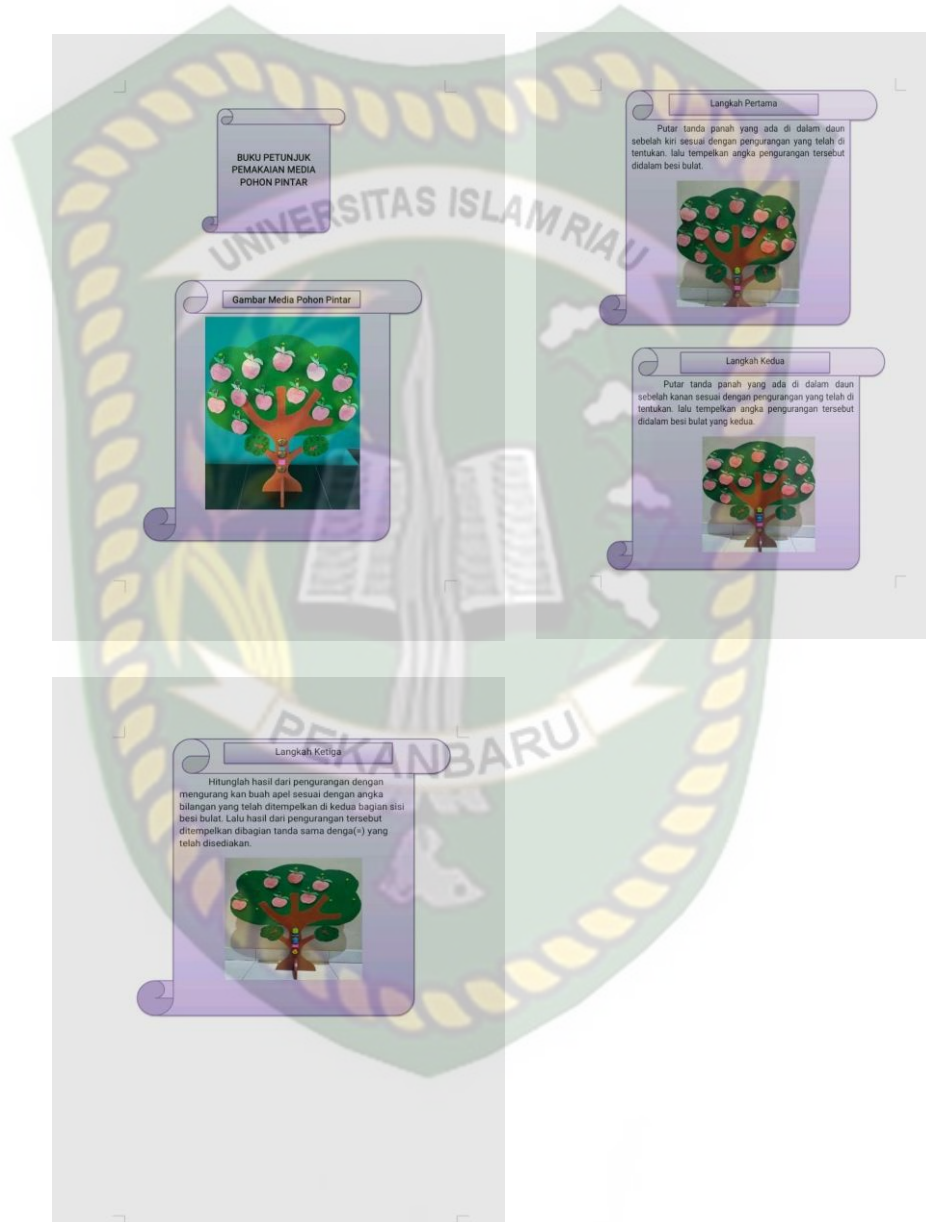 BUKU PETUNJUK
PEMAKAIAN MEDIA
POHON PINTAR
Gambar Media Pohon Pintar
Langkah Pertama
Putar tanda panah yang ada di dalam daun
sebelah kiri sesuai dengan pengurangan yang telah di
tentukan. lalu tempelkan angka pengurangan tersebut
didalam besi bulat.
Langkah Kedua
Putar tanda panah yang ada di dalam daun
sebelah kanan sesuai dengan pengurangan yang telah di
tentukan. lalu tempelkan angka pengurangan tersebut
didalam besi bulat yang kedua.
Langkah Ketiga
Hitunglah hasil dari pengurangan dengan
mengurang kan buah apel sesuai dengan angka
bilangan yang telah ditempelkan di kedua bagian sisi
besi bulat. Lalu hasil dari pengurangan tersebut
ditempelkan dibagian tanda sama denga(=) yang
telah disediakan.
UNIVERSITAS ISLAM RIAU
PEKANBARU